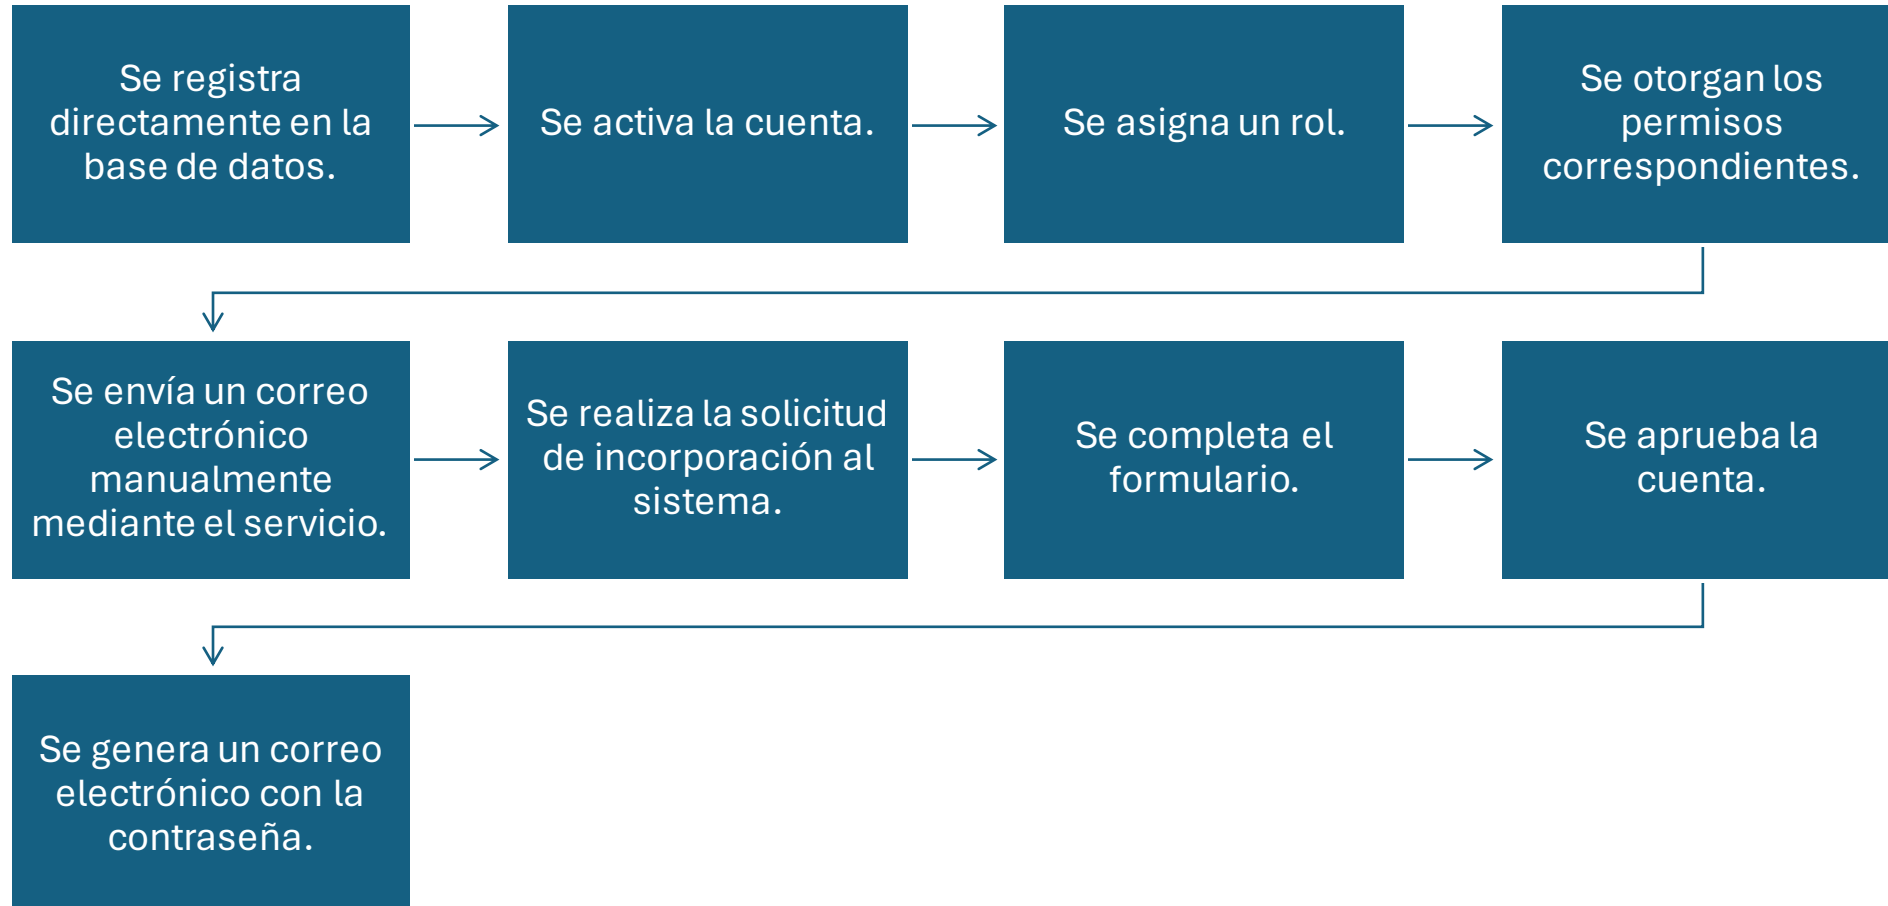 Se registra
directamente en la
base de datos.
Se activa la cuenta.
Se asigna un rol.
Se otorgan los
permisos
correspondientes.
Se envía un correo
electrónico
manualmente
mediante el servicio.
Se realiza la solicitud
de incorporación al
sistema.
Se completa el
formulario.
Se aprueba la
cuenta.
Se genera un correo
electrónico con la
contraseña.